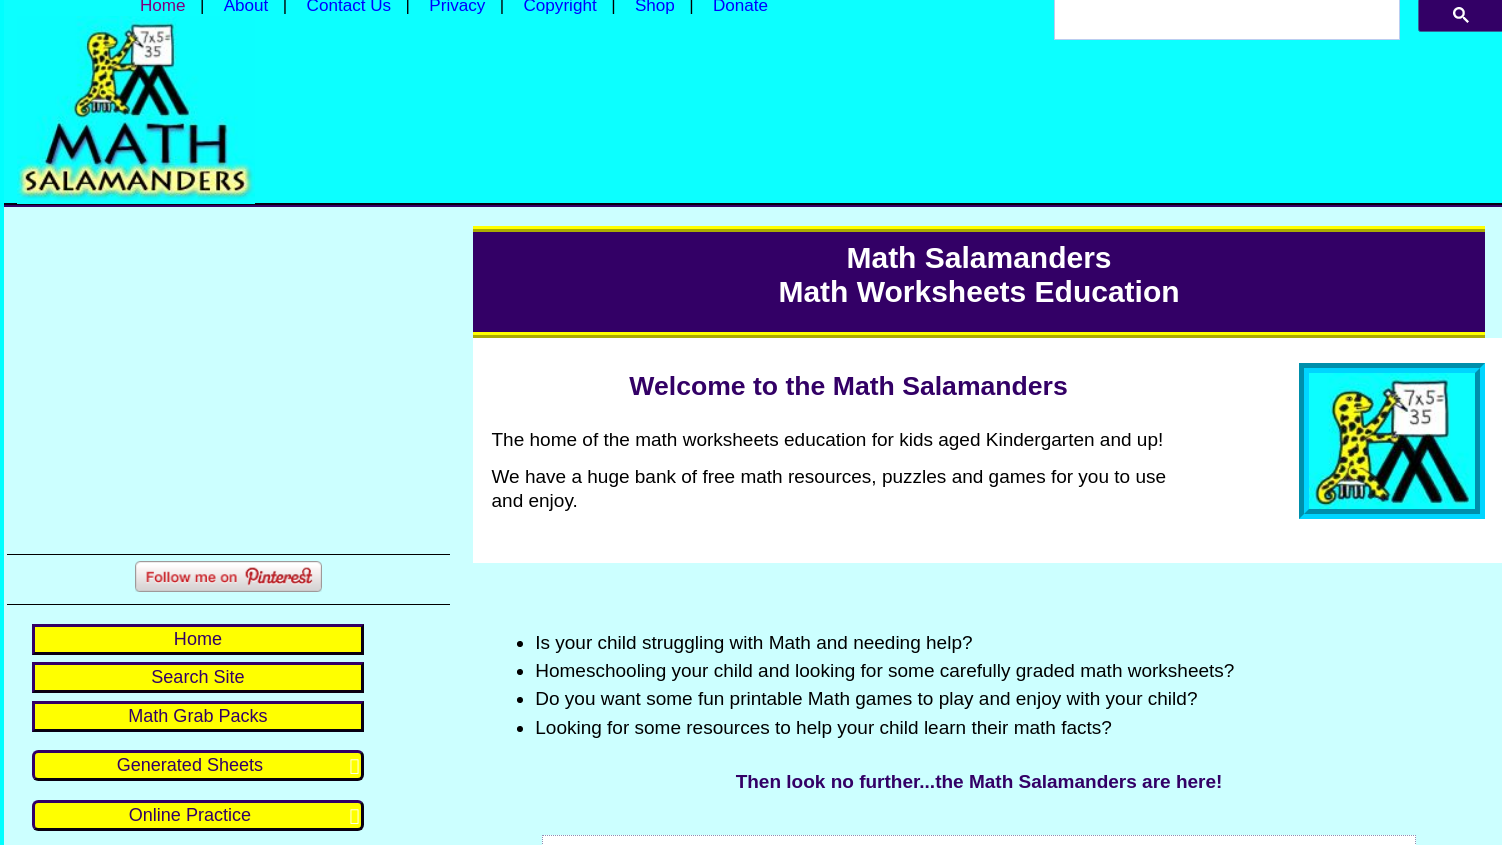 Home | About | Contact Us | Privacy | Copyright | Shop | Donate
7x5=
35
MATH
SALAMANDERS
Math Salamanders
Math Worksheets Education
Welcome to the Math Salamanders
The home of the math worksheets education for kids aged Kindergarten and up!
We have a huge bank of free math resources, puzzles and games for you to use
and enjoy.
7x5=
35
Follow me on Pinterest
Home
Search Site
Math Grab Packs
Generated Sheets
Online Practice
• Is your child struggling with Math and needing help?
• Homeschooling your child and looking for some carefully graded math worksheets?
• Do you want some fun printable Math games to play and enjoy with your child?
• Looking for some resources to help your child learn their math facts?
Then look no further...the Math Salamanders are here!